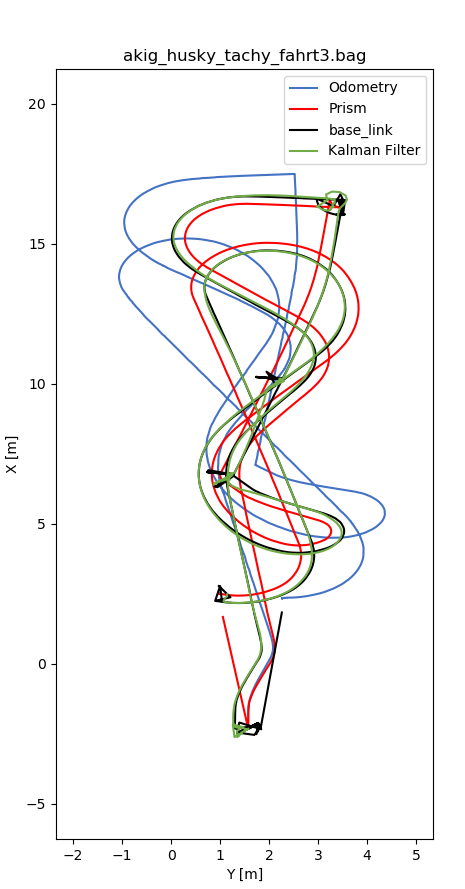 akig_husky_tachy_fahrt3.bag
Odometry
Prism
base_link
Kalman Filter
20
15
10
5
0
−5
X [m]
−2 −1 0 1 2 3 4 5
Y [m]